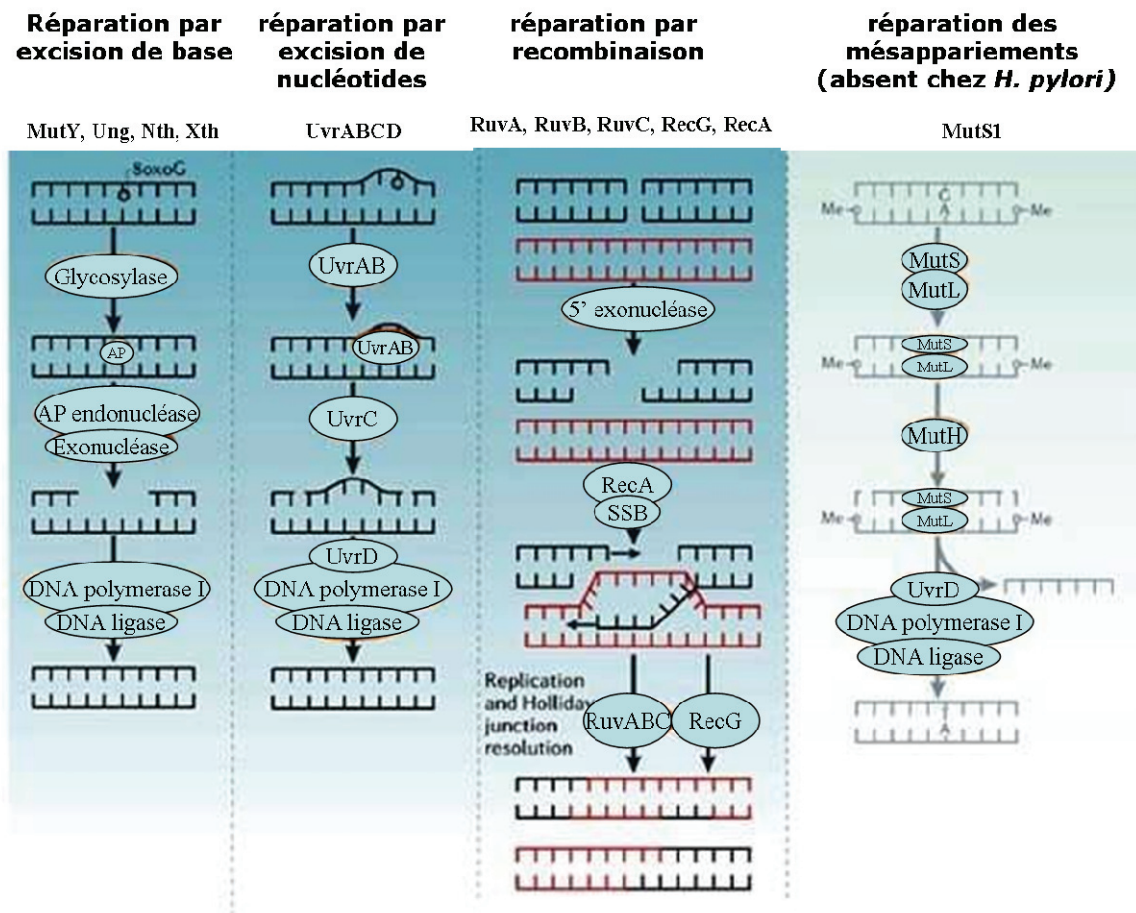 Réparation par
excision de base
MutY, Ung, Nth, Xth
8oxoG
Glycosylase
AP
AP endonucléase
Exonucléase
DNA polymerase I
DNA ligase
réparation par
excision de
nucléotides
UvrABCD
UvrAB
UvrAB
UvrC
UvrD
DNA polymerase I
DNA ligase
réparation par
recombinaison
RuvA, RuvB, RuvC, RecG, RecA
5' exonucléase
RecA
SSB
Replication
and Holliday
junction
resolution
RuvABC
RecG
réparation des
mésappariements
(absent chez H. pylori)
MutS1
C
Me A Me
MutS
MutL
MutS
Me MutL Me
MutH
MutS
Me MutL Me
UvrD
DNA polymerase I
DNA ligase
T
A